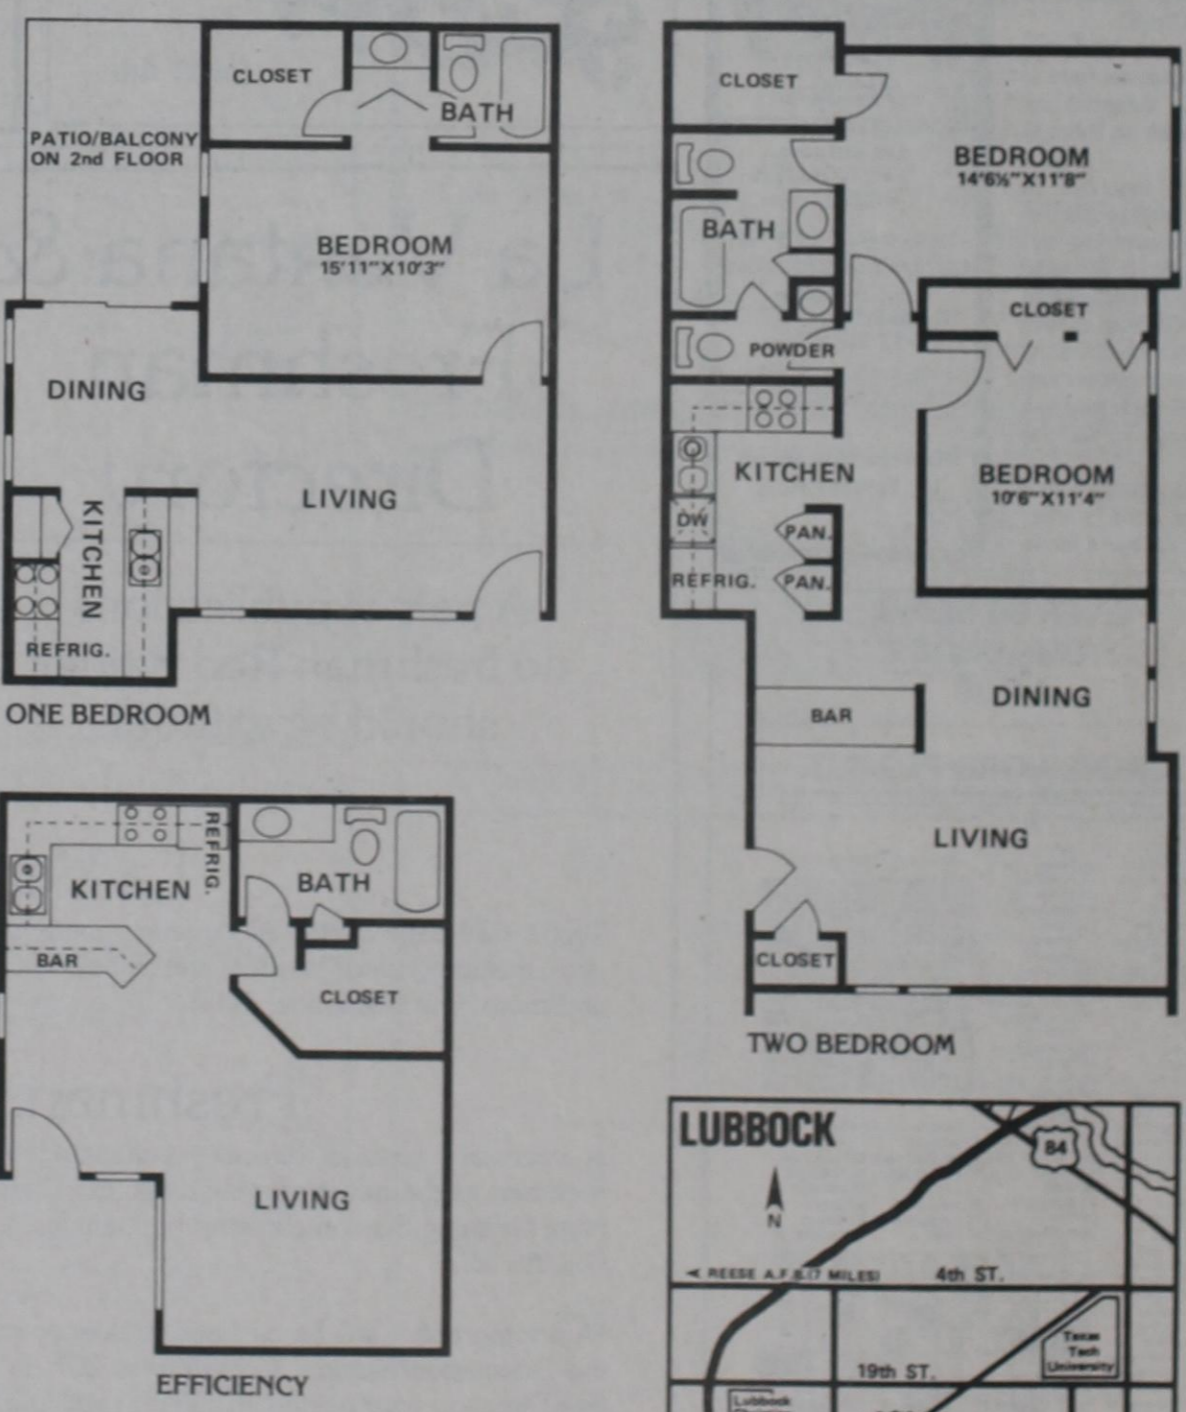 CLOSET
BATH
PATIO/BALCONY
ON 2nd FLOOR
BEDROOM
15'11"X10'3"
DINING
LIVING
KITCHEN
REFRIG.
ONE BEDROOM
CLOSET
BEDROOM
14'6½"X11'8"
BATH
CLOSET
POWDER
KITCHEN
BEDROOM
10'6"X11'4"
DW
PAN.
REFRIG.
PAN.
DINING
BAR
LIVING
CLOSET
TWO BEDROOM
REFRIG.
KITCHEN
BATH
BAR
CLOSET
LIVING
EFFICIENCY
LUBBOCK
84
N
REESE A.F.B.(7 MILES)
4th ST.
Texas
Tech
University
19th ST.
Lubbock